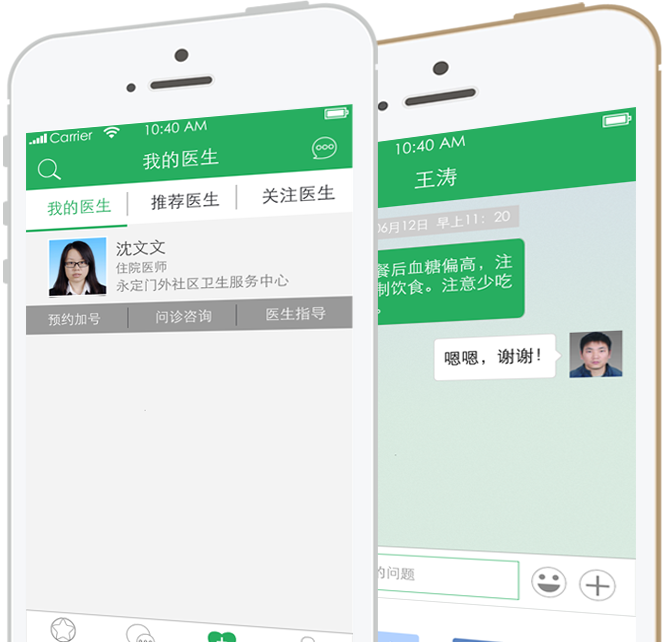 Carrier
10:40 AM
我的医生
我的医生
推荐医生
关注医生
沈文文
住院医师
永定门外社区卫生服务中心
预约加号
问诊咨询
医生指导
10:40 AM
王涛
06月12日 早上11：20
餐后血糖偏高，注
制饮食。注意少吃
。
嗯嗯，谢谢！
的问题